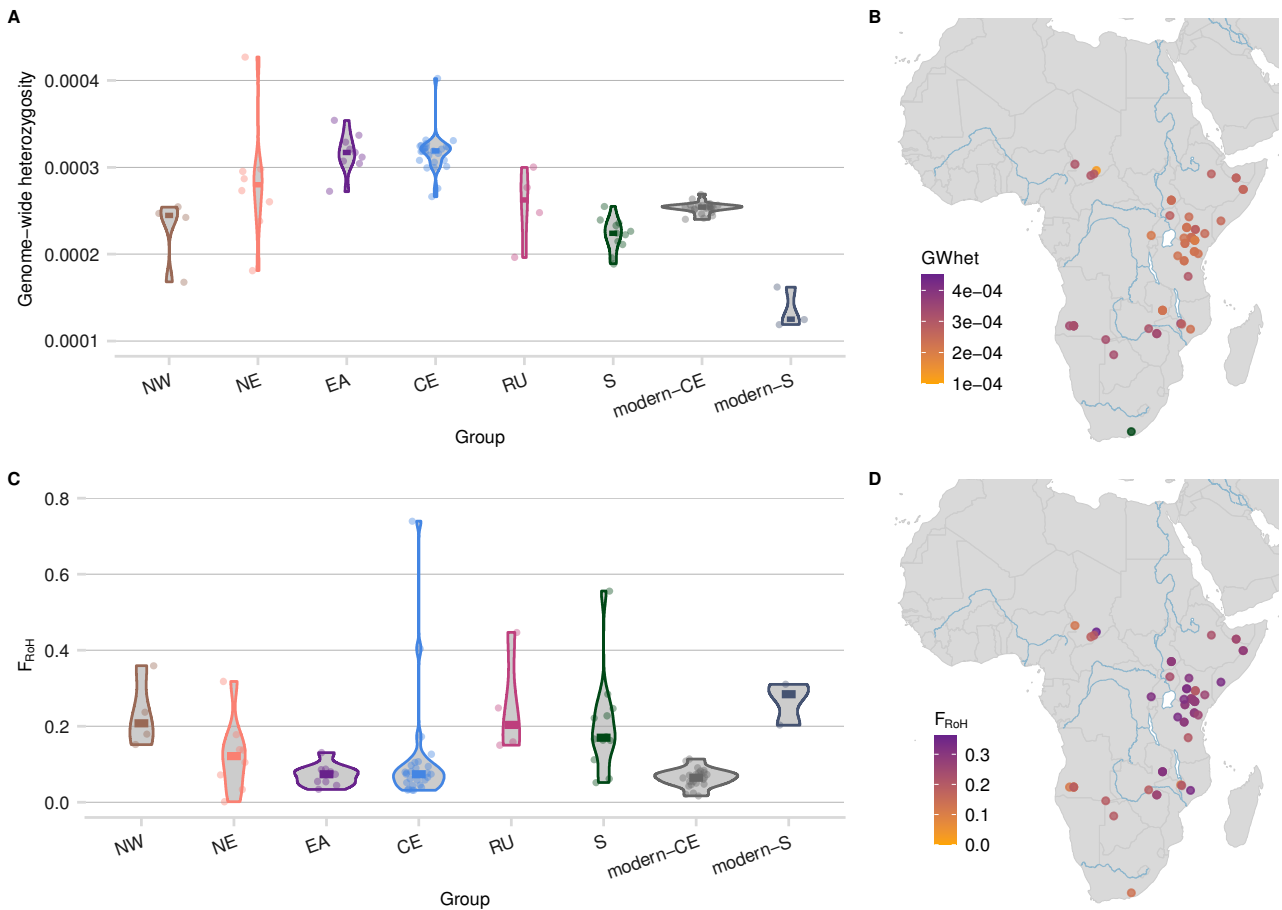 A
Genome-wide heterozygosity
0.0004
0.0003
0.0002
0.0001
NW
NE
EA
CE
RU
S
modern−CE
modern−S
Group
B
GWhet
4e−04
3e−04
2e−04
1e−04
C
F_RoH
0.8
0.6
0.4
0.2
0.0
NW
NE
EA
CE
RU
S
modern−CE
modern−S
Group
D
F_RoH
0.3
0.2
0.1
0.0